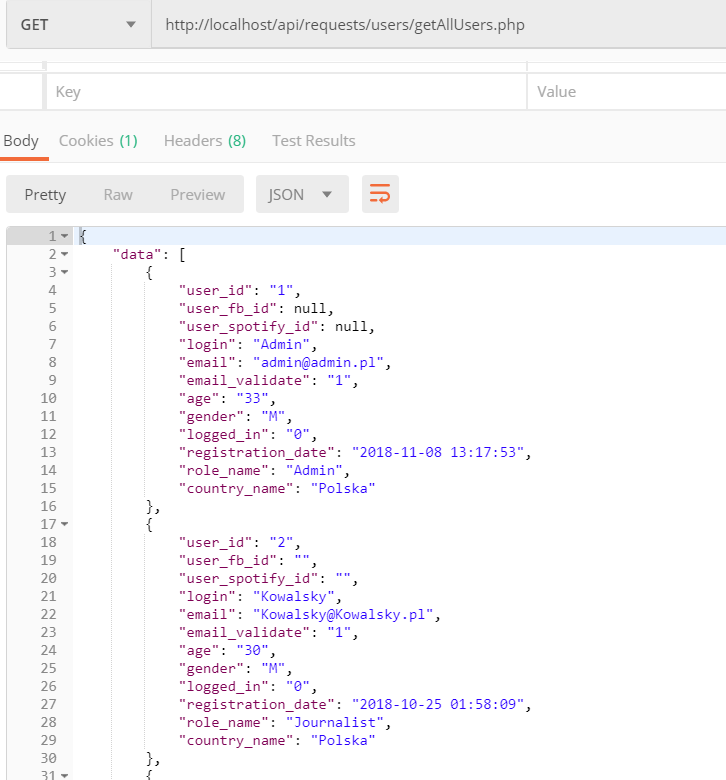 GET http://localhost/api/requests/users/getAllUsers.php
Key Value
Body Cookies (1) Headers (8) Test Results
Pretty Raw Preview JSON
1 {
2 "data": [
3 {
4 "user_id": "1",
5 "user_fb_id": null,
6 "user_spotify_id": null,
7 "login": "Admin",
8 "email": "admin@admin.pl",
9 "email_validate": "1",
10 "age": "33",
11 "gender": "M",
12 "logged_in": "0",
13 "registration_date": "2018-11-08 13:17:53",
14 "role_name": "Admin",
15 "country_name": "Polska"
16 },
17 {
18 "user_id": "2",
19 "user_fb_id": "",
20 "user_spotify_id": "",
21 "login": "Kowalsky",
22 "email": "Kowalsky@Kowalsky.pl",
23 "email_validate": "1",
24 "age": "30",
25 "gender": "M",
26 "logged_in": "0",
27 "registration_date": "2018-10-25 01:58:09",
28 "role_name": "Journalist",
29 "country_name": "Polska"
30 },
31 {